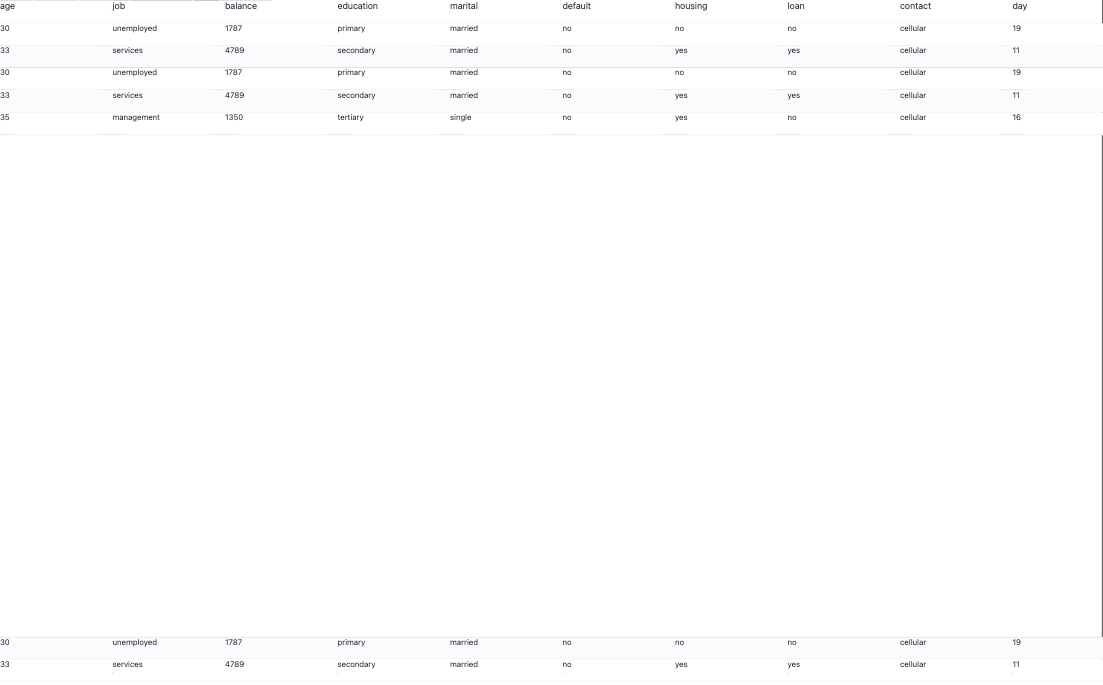 age job balance education marital default housing loan contact day
30 unemployed 1787 primary married no no no cellular 19
33 services 4789 secondary married no yes yes cellular 11
30 unemployed 1787 primary married no no no cellular 19
33 services 4789 secondary married no yes yes cellular 11
35 management 1350 tertiary single no yes no cellular 16
30 unemployed 1787 primary married no no no cellular 19
33 services 4789 secondary married no yes yes cellular 11